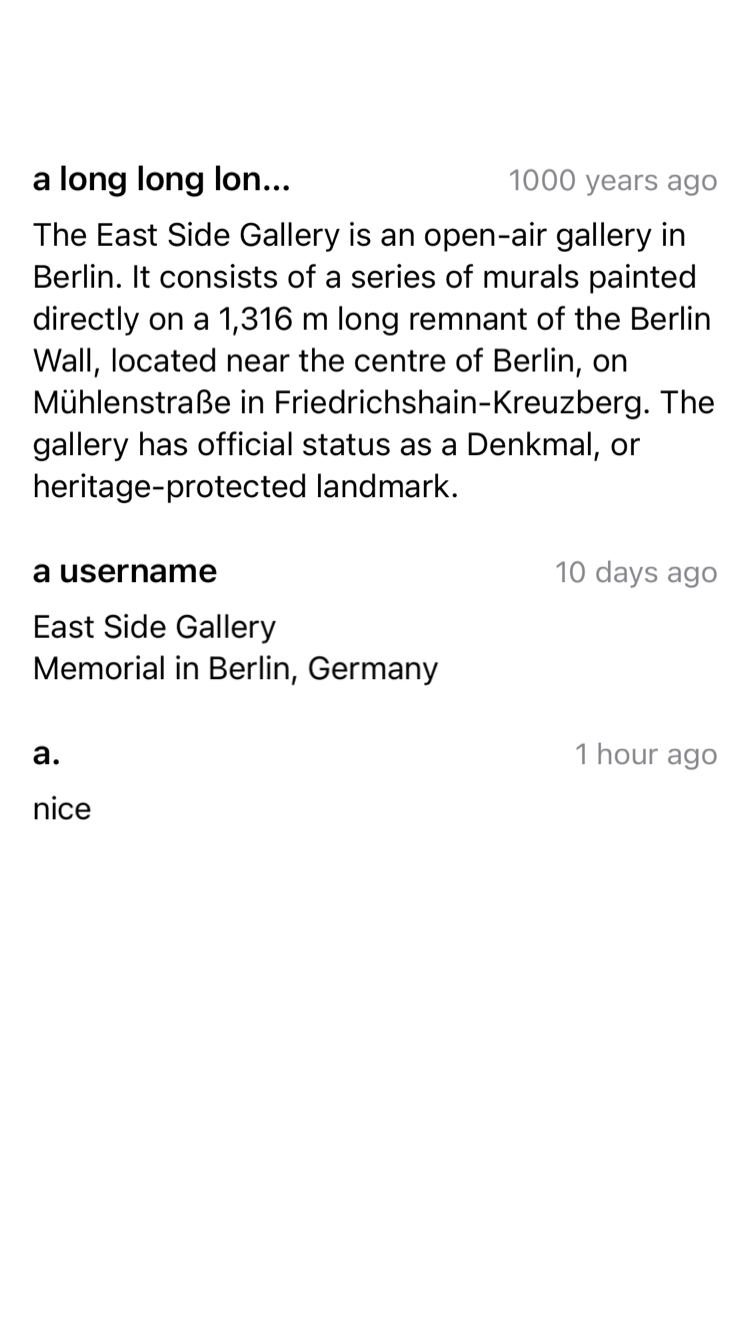 a long long lon... 1000 years ago
The East Side Gallery is an open-air gallery in
Berlin. It consists of a series of murals painted
directly on a 1,316 m long remnant of the Berlin
Wall, located near the centre of Berlin, on
Mühlenstraße in Friedrichshain-Kreuzberg. The
gallery has official status as a Denkmal, or
heritage-protected landmark.
a username 10 days ago
East Side Gallery
Memorial in Berlin, Germany
a. 1 hour ago
nice